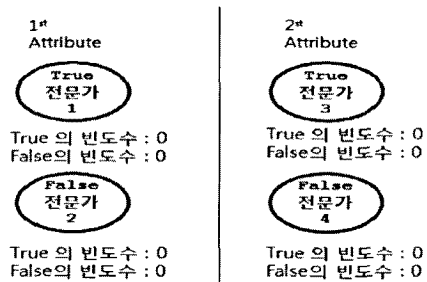 1st
Attribute
True
전문가
1
True 의 빈도수 : 0
False의 빈도수 : 0
False
전문가
2
True 의 빈도수 : 0
False의 빈도수 : 0
2st
Attribute
True
전문가
3
True 의 빈도수 : 0
False의 빈도수 : 0
False
전문가
4
True 의 빈도수 : 0
False의 빈도수 : 0